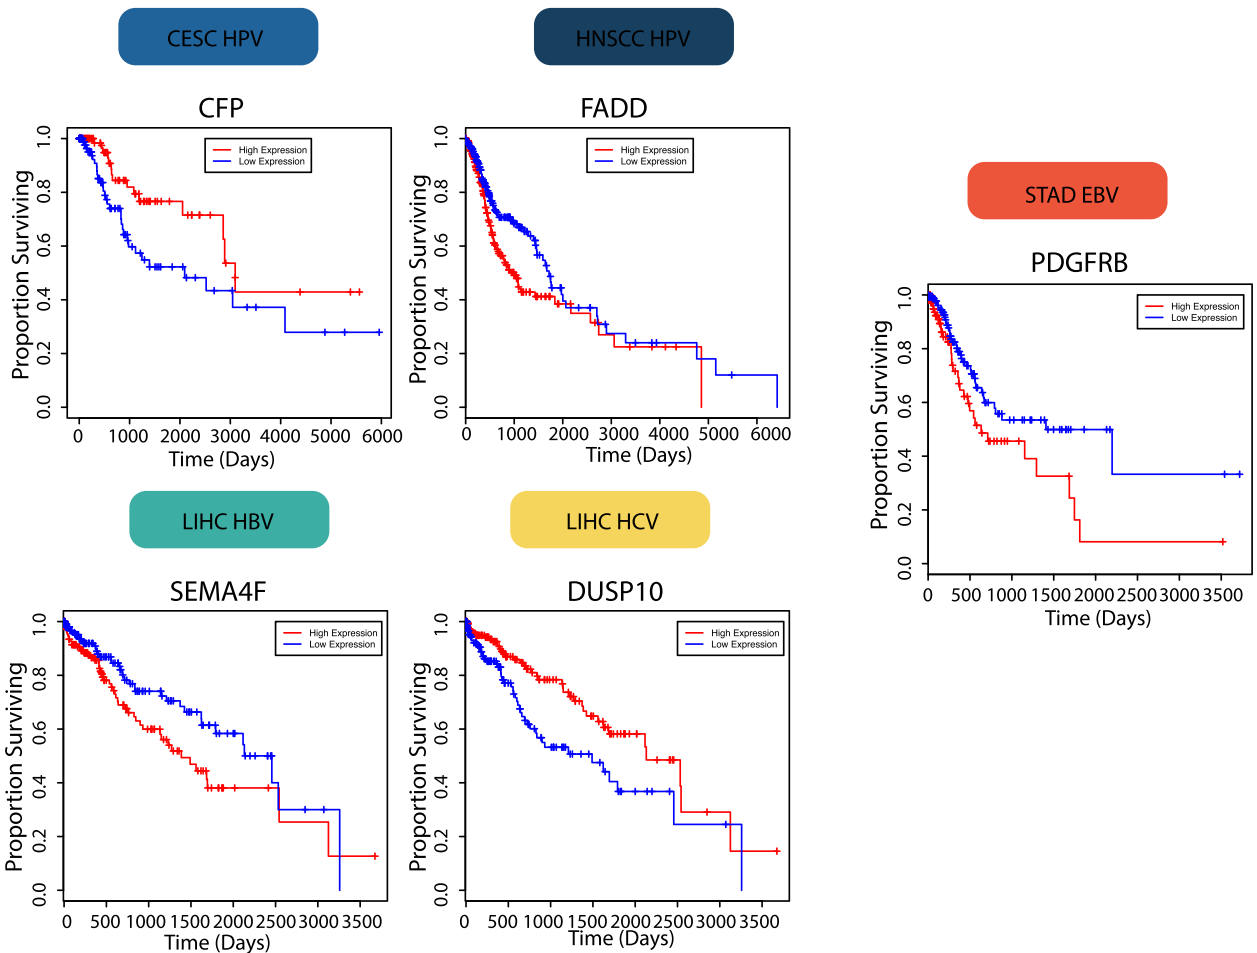 CESC HPV
CFP
High Expression
Low Expression
Proportion Surviving
0.0 0.2 0.4 0.6 0.8 1.0
0 1000 2000 3000 4000 5000 6000
Time (Days)
HNSCC HPV
FADD
High Expression
Low Expression
Proportion Surviving
0.0 0.2 0.4 0.6 0.8 1.0
0 1000 2000 3000 4000 5000 6000
Time (Days)
STAD EBV
PDGFRB
High Expression
Low Expression
Proportion Surviving
0.0 0.2 0.4 0.6 0.8 1.0
0 500 1000 1500 2000 2500 3000 3500
Time (Days)
LIHC HBV
SEMA4F
High Expression
Low Expression
Proportion Surviving
0.0 0.2 0.4 0.6 0.8 1.0
0 500 1000 1500 2000 2500 3000 3500
Time (Days)
LIHC HCV
DUSP10
High Expression
Low Expression
Proportion Surviving
0.0 0.2 0.4 0.6 0.8 1.0
0 500 1000 1500 2000 2500 3000 3500
Time (Days)